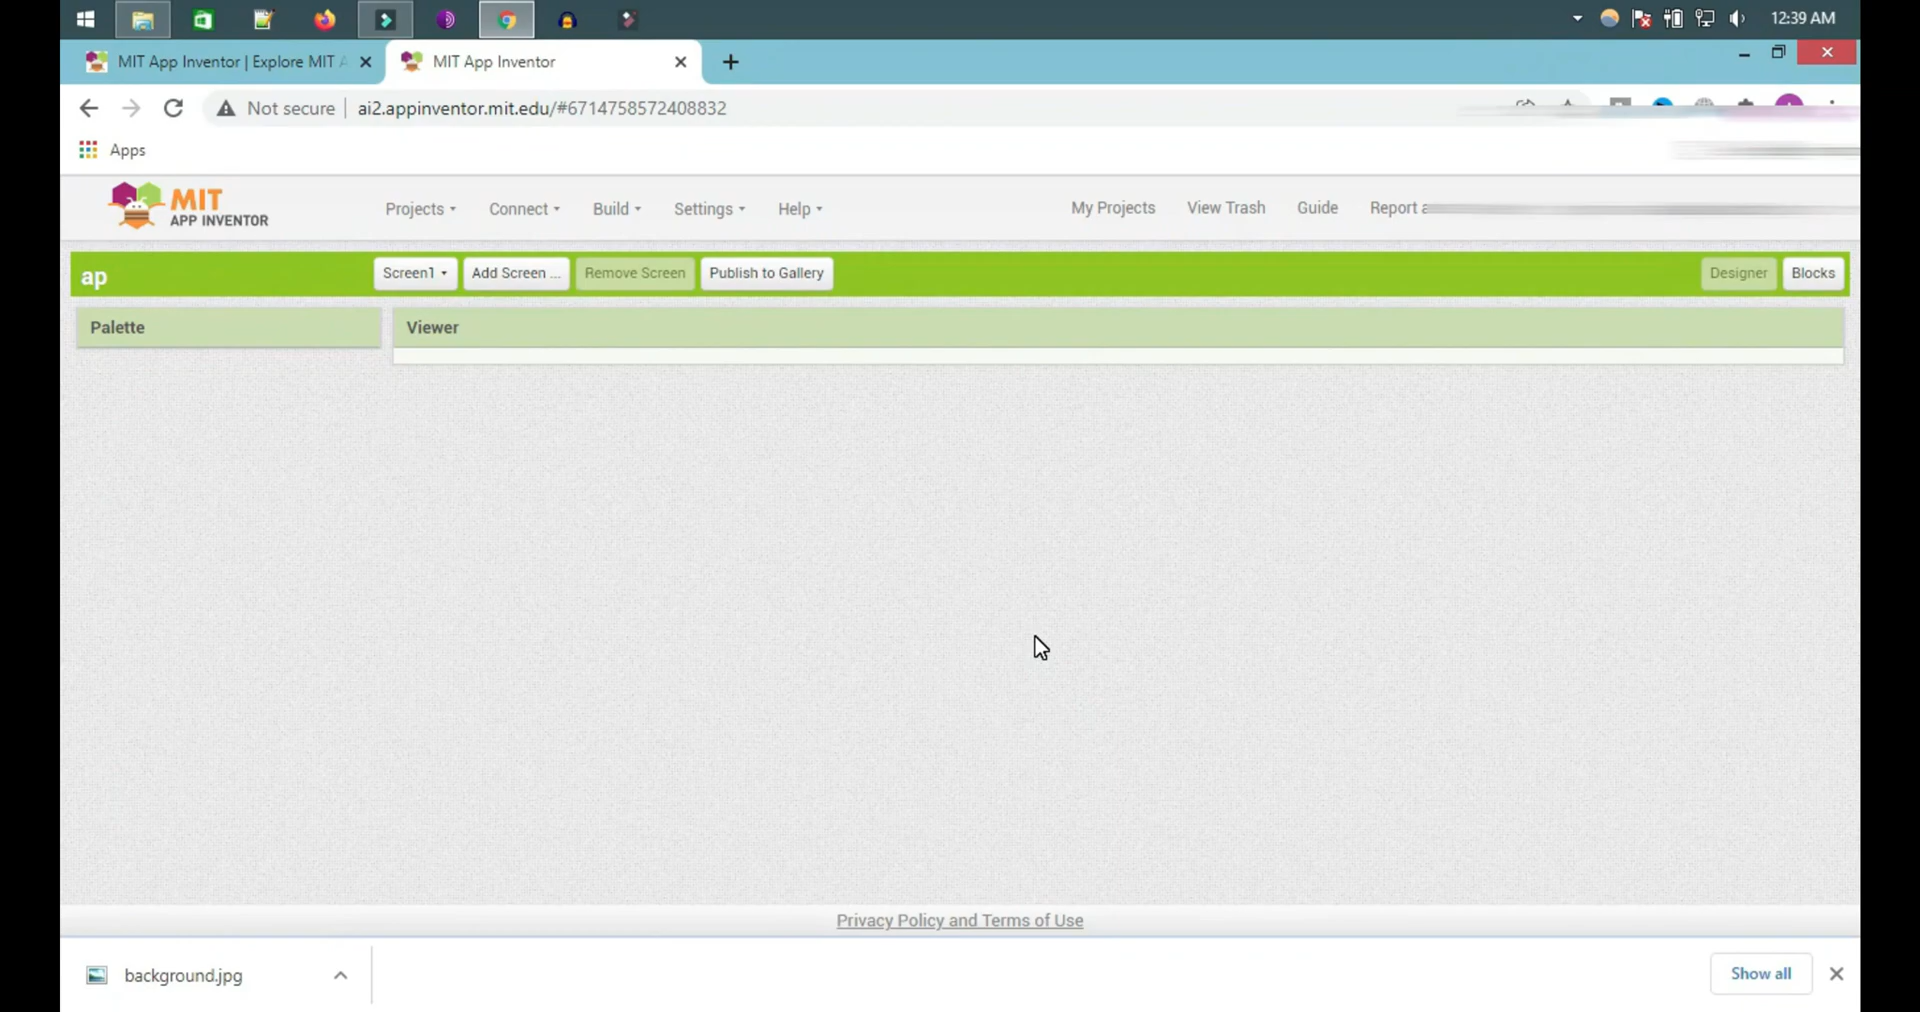 12:39 AM
MIT App Inventor | Explore MIT
MIT App Inventor
Not secure
ai2.appinventor.mit.edu/#6714758572408832
Apps
MIT
APP INVENTOR
Projects
Connect
Build
Settings
Help
My Projects
View Trash
Guide
Report
ap
Screen1
Add Screen ...
Remove Screen
Publish to Gallery
Designer
Blocks
Palette
Viewer
Privacy Policy and Terms of Use
background.jpg
Show all